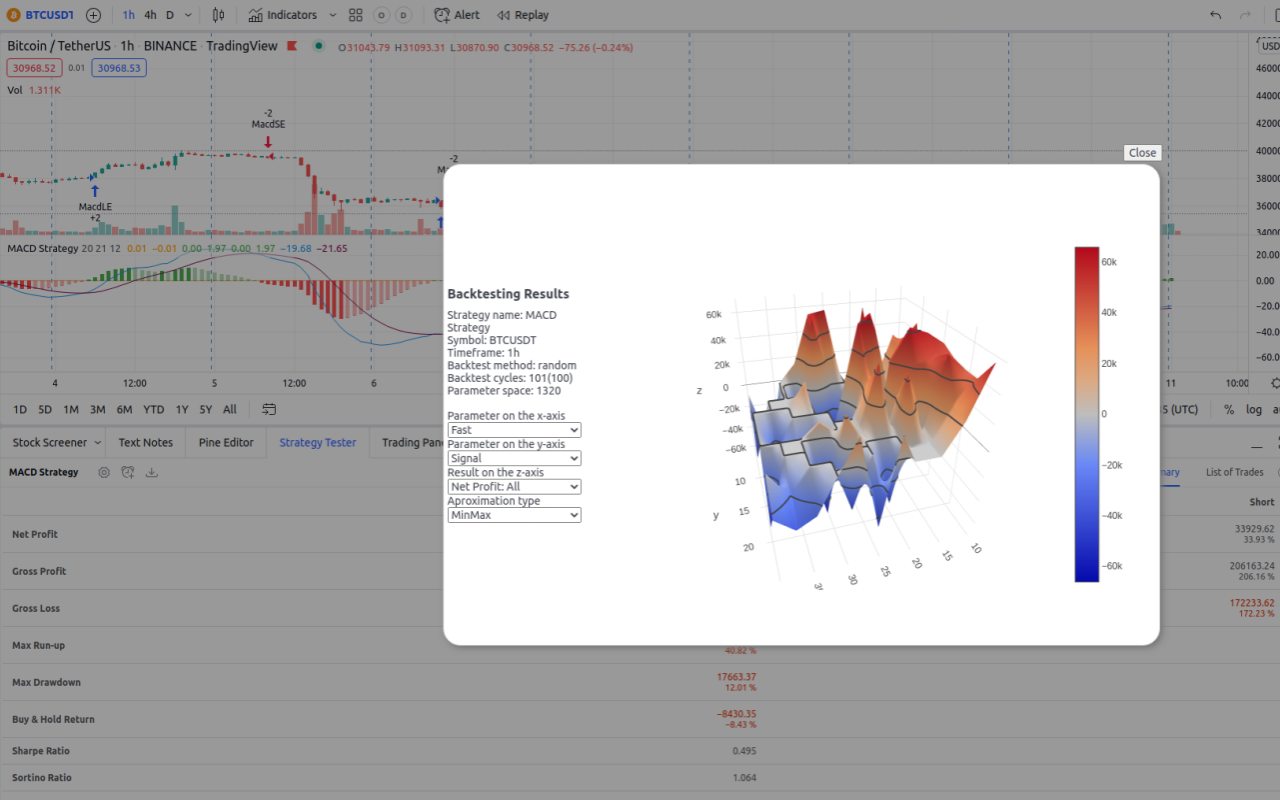 BTCUSDT
1h 4h D
Indicators
O D
Alert
Replay
Bitcoin / TetherUS · 1h · BINANCE · TradingView
O31043.79 H31093.31 L30870.90 C30968.52 −75.26 (−0.24%)
30968.52 0.01 30968.53
Vol 1.311K
USD
46000
44000
42000
40000
38000
36000
34000
-2
MacdSE
MacdLE
+2
-2
MACD Strategy 20 21 12 0.01 −0.01 0.00 1.97 0.00 1.97 −19.68 −21.65
20.00
0.00
−20.00
−40.00
−60.00
4 12:00 5 12:00 6 11 10:00
1D 5D 1M 3M 6M YTD 1Y 5Y All
(UTC) % log
Stock Screener Text Notes Pine Editor Strategy Tester Trading
MACD Strategy
List of Trades
Short
Net Profit
33929.62
33.93 %
Gross Profit
206163.24
206.16 %
Gross Loss
172233.62
172.23 %
Max Run-up
40.82 %
Max Drawdown
17663.37
12.01 %
Buy & Hold Return
−8430.35
−8.43 %
Sharpe Ratio
0.495
Sortino Ratio
1.064
Close
Backtesting Results
Strategy name: MACD
Strategy
Symbol: BTCUSDT
Timeframe: 1h
Backtest method: random
Backtest cycles: 101(100)
Parameter space: 1320
Parameter on the x-axis
Fast
Parameter on the y-axis
Signal
Result on the z-axis
Net Profit: All
Aproximation type
MinMax
60k
40k
20k
0
−20k
−40k
−60k
z
10
15
20
y
30
25
20
15
10
60k
40k
20k
0
−20k
−40k
−60k